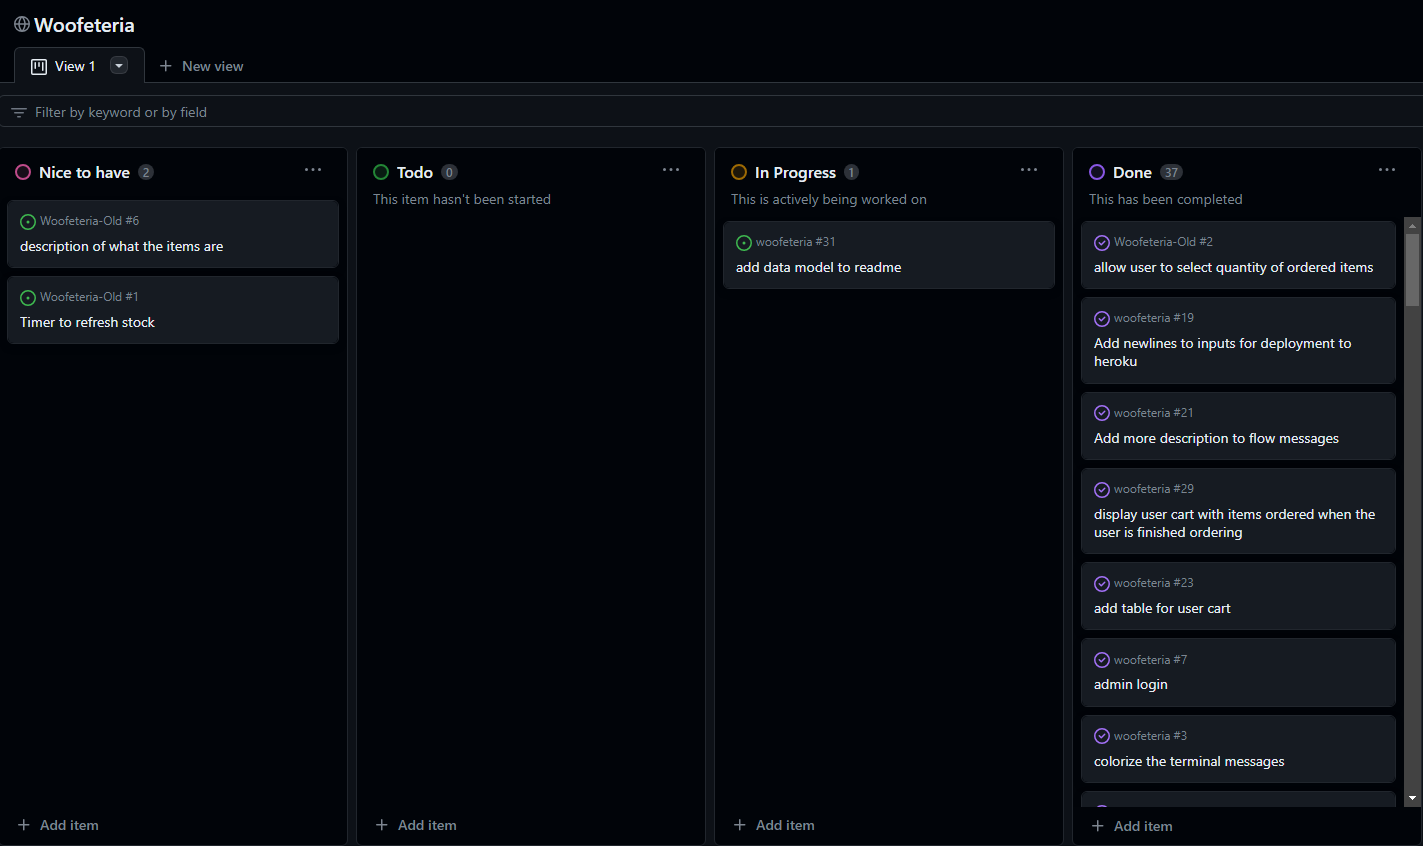 Woofeteria
View 1
New view
Filter by keyword or by field
Nice to have 2
Woofeteria-Old #6
description of what the items are
Woofeteria-Old #1
Timer to refresh stock
Add item
Todo 0
This item hasn't been started
Add item
In Progress 1
This is actively being worked on
woofeteria #31
add data model to readme
Add item
Done 37
This has been completed
Woofeteria-Old #2
allow user to select quantity of ordered items
woofeteria #19
Add newlines to inputs for deployment to
heroku
woofeteria #21
Add more description to flow messages
woofeteria #29
display user cart with items ordered when the
user is finished ordering
woofeteria #23
add table for user cart
woofeteria #7
admin login
woofeteria #3
colorize the terminal messages
Add item